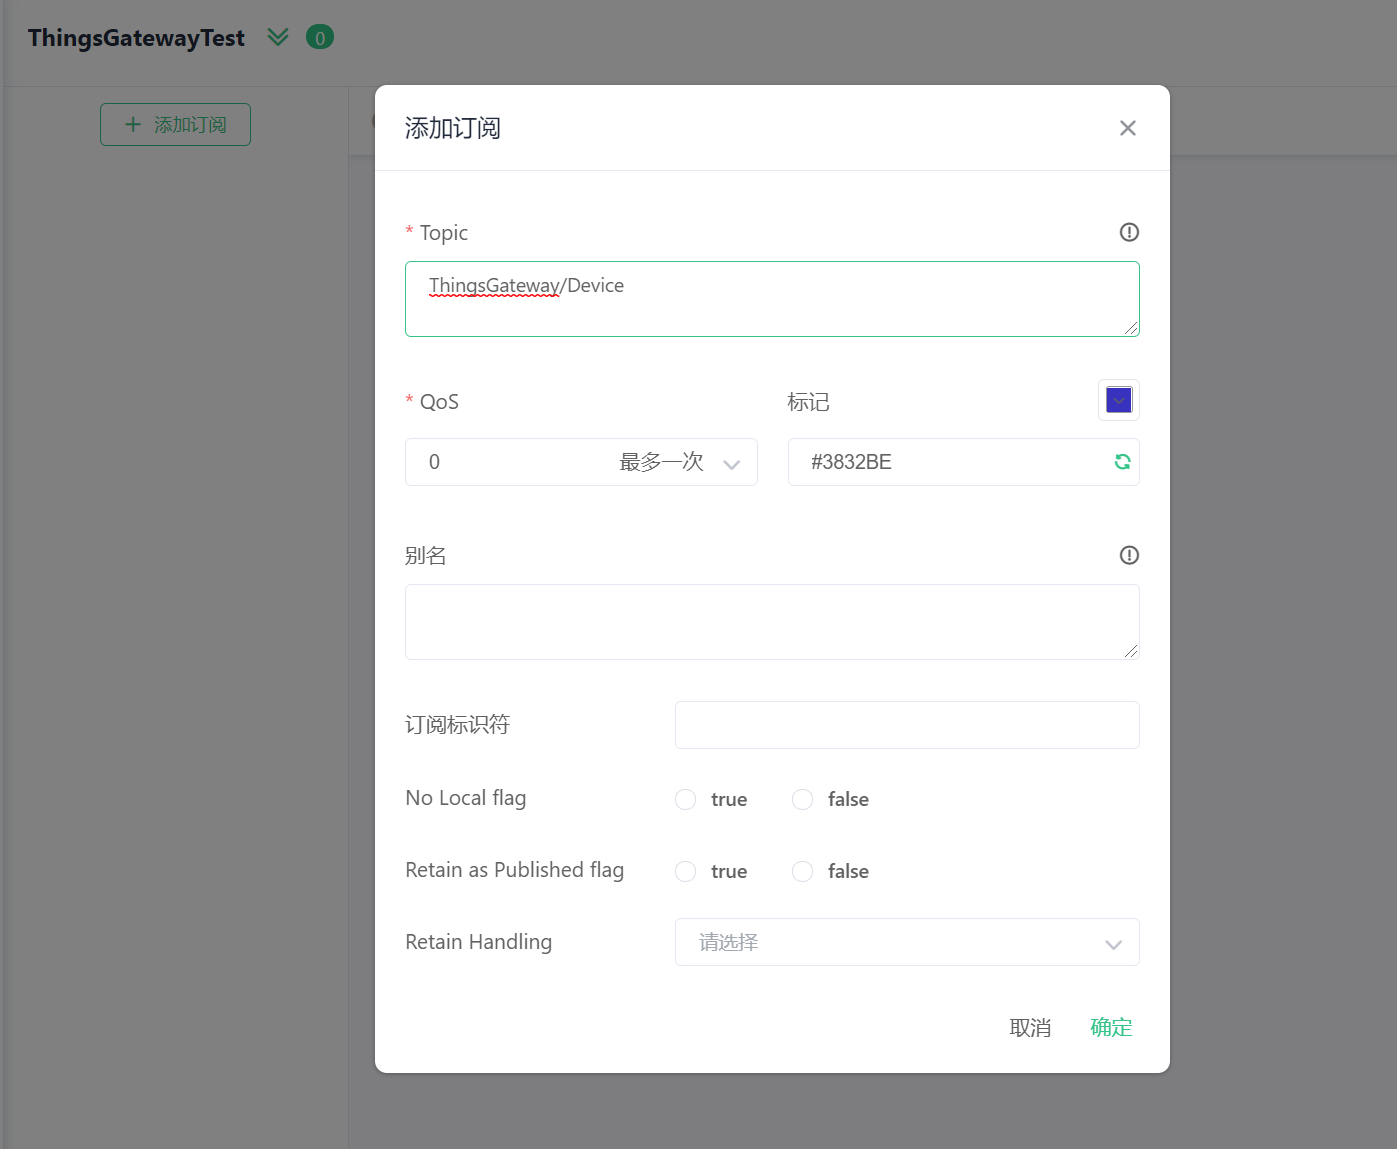 ThingsGatewayTest 0
添加订阅
添加订阅
* Topic
ThingsGateway/Device
* QoS 标记
0 最多一次 #3832BE
别名
订阅标识符
No Local flag true false
Retain as Published flag true false
Retain Handling 请选择
取消 确定